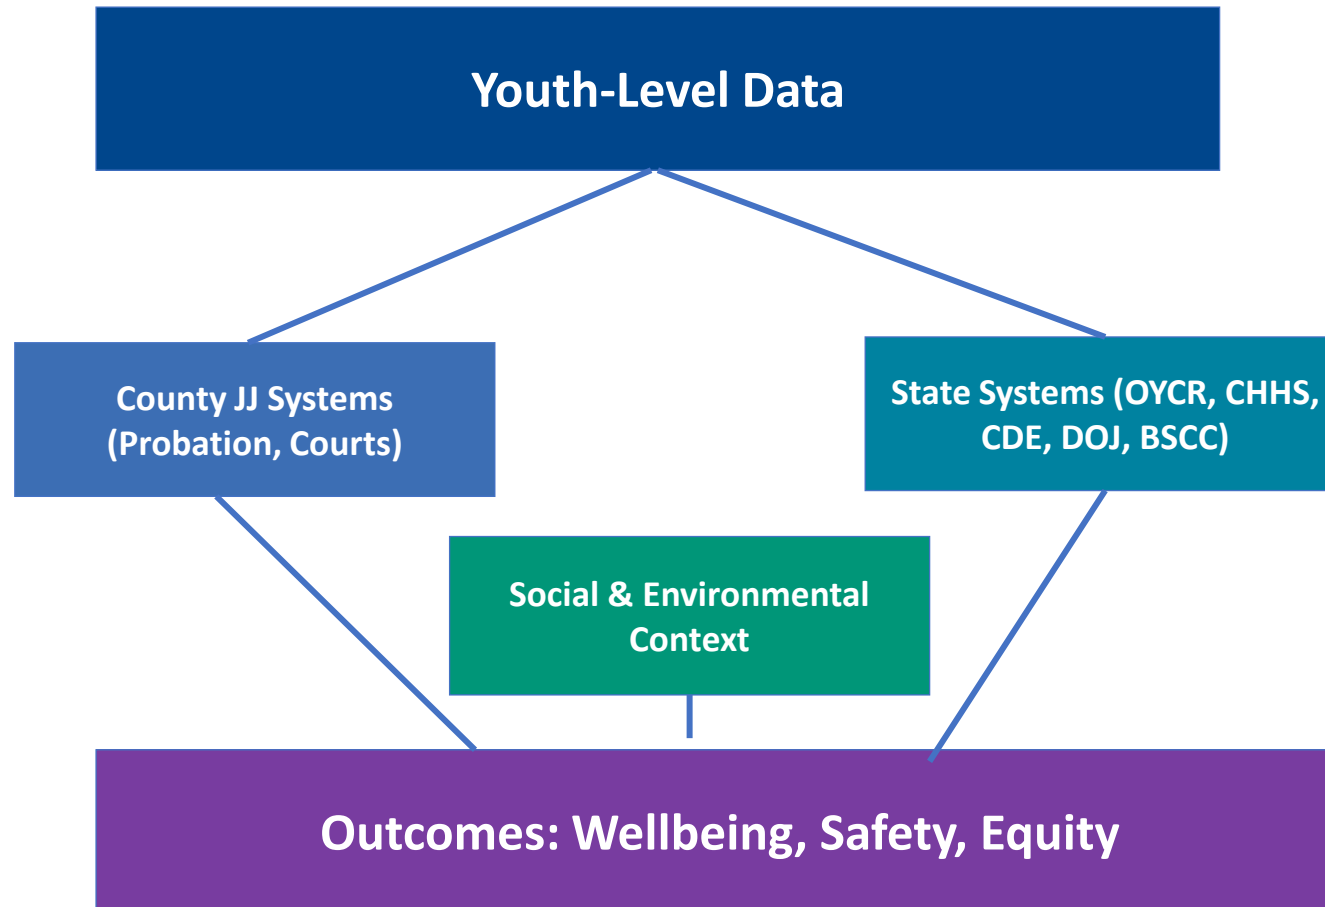 Youth-Level Data
County JJ Systems
(Probation, Courts)
State Systems (OYCR, CHHS,
CDE, DOJ, BSCC)
Social & Environmental
Context
Outcomes: Wellbeing, Safety, Equity